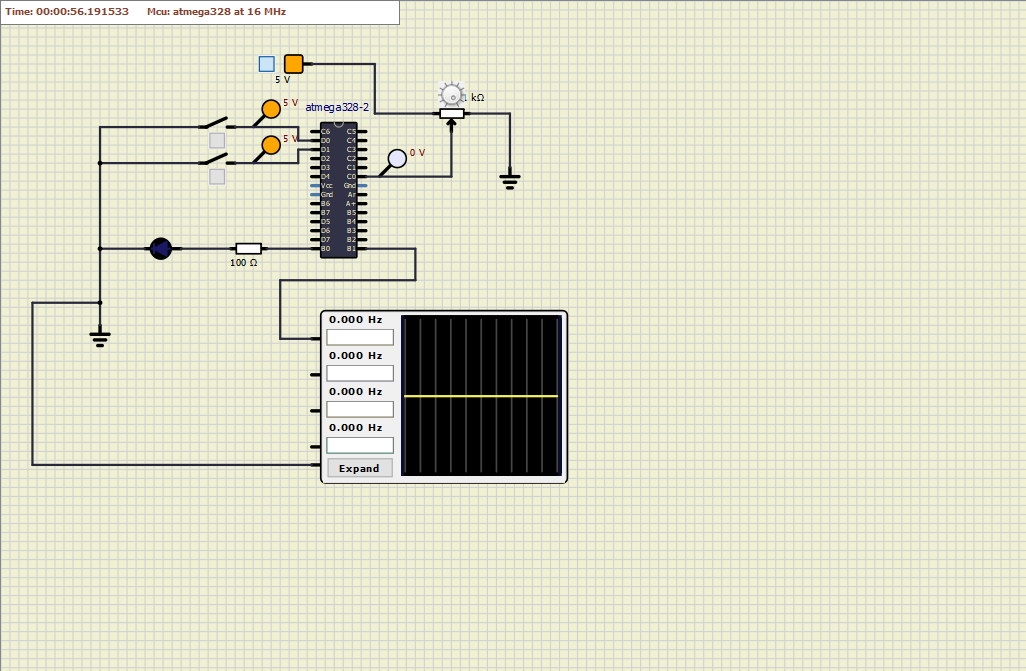 Time: 00:00:56.191533 Mcu: atmega328 at 16 MHz
5 V
5 V
atmega328-2
kΩ
5 V
0 V
C6 C5
D0 C4
D1 C3
D2 C2
D3 C1
D4 C0
Vcc Gnd
Gnd Ar
B6 A+
B7 B5
D5 B4
D6 B3
D7 B2
B0 B1
100 Ω
0.000 Hz
0.000 Hz
0.000 Hz
0.000 Hz
Expand